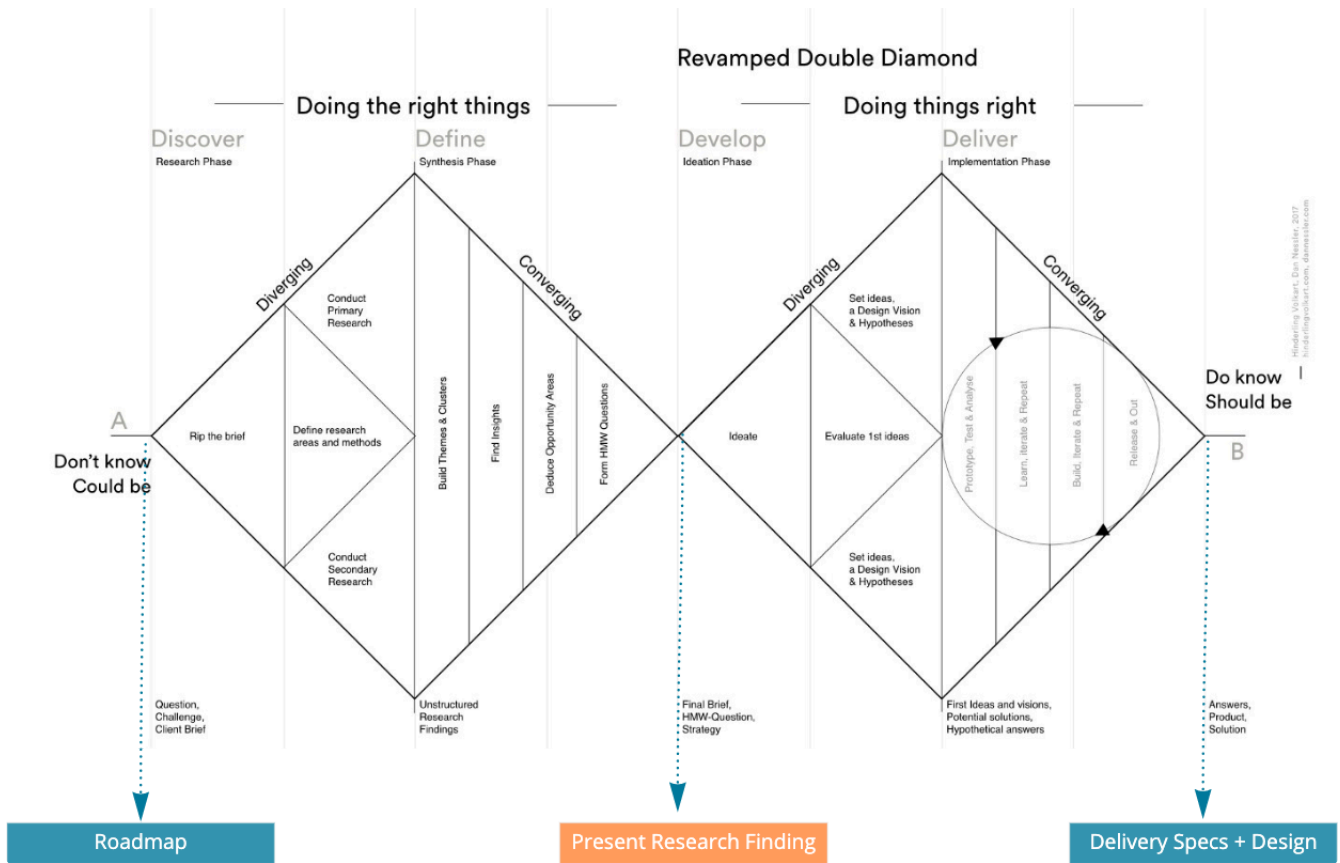 Revamped Double Diamond
Doing the right things
Doing things right
Discover
Research Phase
Define
Synthesis Phase
Develop
Ideation Phase
Deliver
Implementation Phase
Diverging
Converging
Diverging
Converging
A
Don't know
Could be
Rip the brief
Conduct
Primary
Research
Define research
areas and methods
Conduct
Secondary
Research
Build Themes & Clusters
Find Insights
Deduce Opportunity Areas
Form HMW Questions
Ideate
Set ideas,
a Design Vision
& Hypotheses
Evaluate 1st ideas
Set ideas,
a Design Vision
& Hypotheses
Prototype, Test & Analyse
Learn, iterate & Repeat
Build, Iterate & Repeat
Release & Out
Do know
Should be
B
Hinderling Volkart, Dan Nessler, 2017
hinderlingvolkart.com, dannessler.com
Question,
Challenge,
Client Brief
Unstructured
Research
Findings
Final Brief,
HMW-Question,
Strategy
First Ideas and visions,
Potential solutions,
Hypothetical answers
Answers,
Product,
Solution
Roadmap
Present Research Finding
Delivery Specs + Design